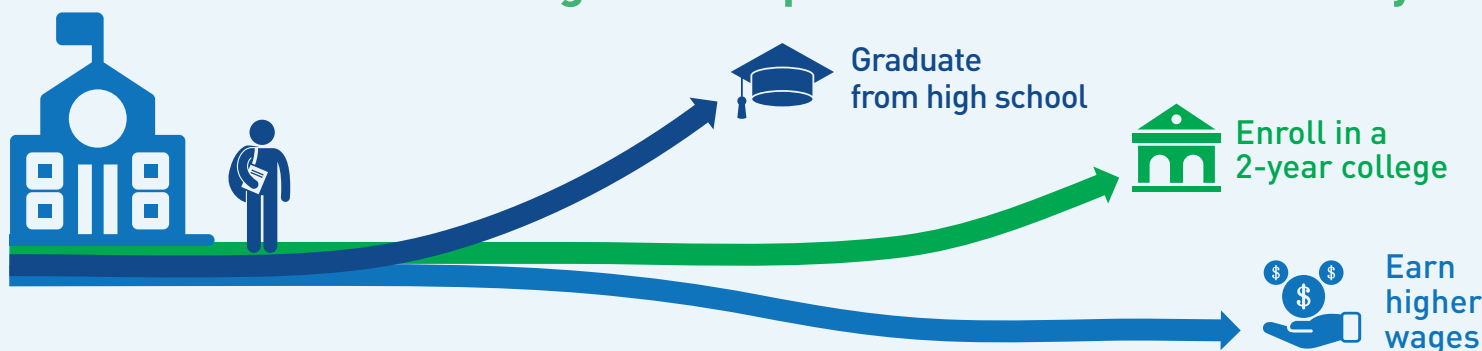 Graduate
from high school
Enroll in a
2-year college
$ $
$
Earn
higher
wages